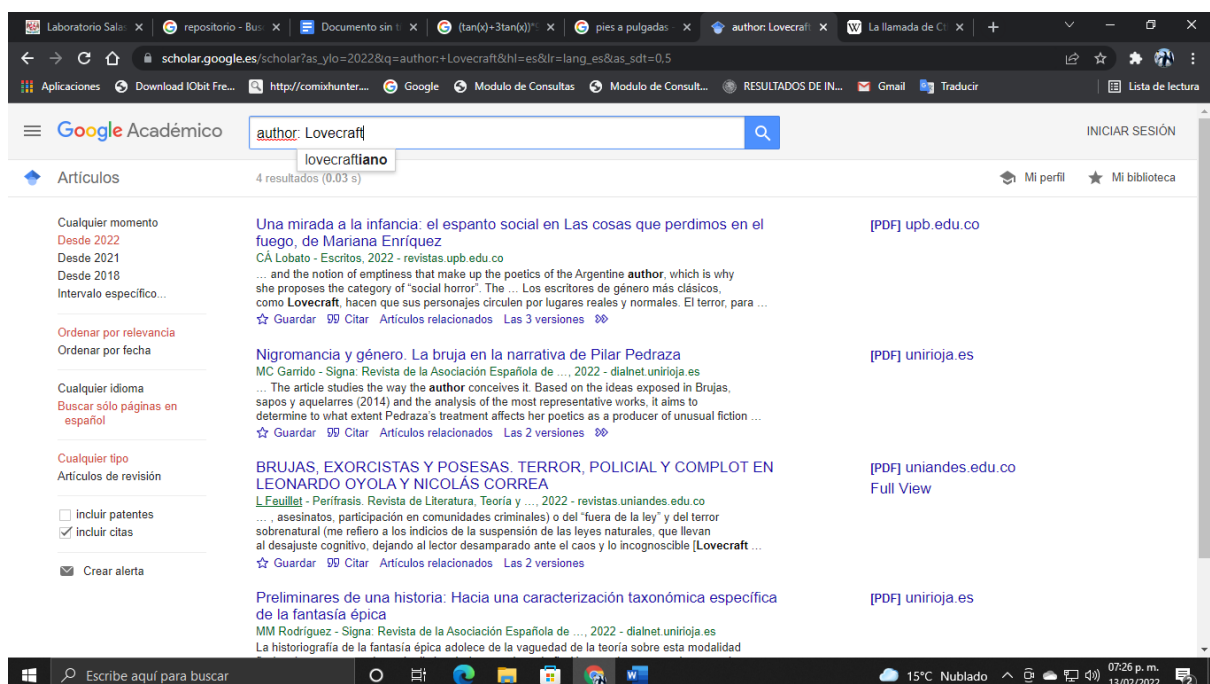 Laboratorio Salas
repositorio - Bus
Documento sin ti
(tan(x)+3tan(x))^
pies a pulgadas -
author: Lovecraft
La llamada de Ct
scholar.google.es/scholar?as_ylo=2022&q=author:+Lovecraft&hl=es&lr=lang_es&as_sdt=0,5
Aplicaciones
Download IObit Fre...
http://comixhunter....
Google
Modulo de Consultas
Modulo de Consult...
RESULTADOS DE IN...
Gmail
Traducir
Lista de lectura
Google Académico
author: Lovecraft
INICIAR SESIÓN
lovecraftiano
Artículos
4 resultados (0.03 s)
Mi perfil
Mi biblioteca
Cualquier momento
Desde 2022
Desde 2021
Desde 2018
Intervalo específico...
Ordenar por relevancia
Ordenar por fecha
Cualquier idioma
Buscar sólo páginas en
español
Cualquier tipo
Artículos de revisión
incluir patentes
incluir citas
Crear alerta
Una mirada a la infancia: el espanto social en Las cosas que perdimos en el
fuego, de Mariana Enríquez
CÀ Lobato - Escritos, 2022 - revistas.upb.edu.co
… and the notion of emptiness that make up the poetics of the Argentine author, which is why
she proposes the category of “social horror”. The … Los escritores de género más clásicos,
como Lovecraft, hacen que sus personajes circulen por lugares reales y normales. El terror, para …
Guardar Citar Artículos relacionados Las 3 versiones
[PDF] upb.edu.co
Nigromancia y género. La bruja en la narrativa de Pilar Pedraza
MC Garrido - Signa: Revista de la Asociación Española de …, 2022 - dialnet.unirioja.es
… The article studies the way the author conceives it. Based on the ideas exposed in Brujas,
sapos y aquelarres (2014) and the analysis of the most representative works, it aims to
determine to what extent Pedraza’s treatment affects her poetics as a producer of unusual fiction …
Guardar Citar Artículos relacionados Las 2 versiones
[PDF] unirioja.es
BRUJAS, EXORCISTAS Y POSESAS. TERROR, POLICIAL Y COMPLOT EN
LEONARDO OYOLA Y NICOLÁS CORREA
L Feuillet - Perífrasis. Revista de Literatura, Teoría y …, 2022 - revistas.uniandes.edu.co
… , asesinatos, participación en comunidades criminales) o del “fuera de la ley” y del terror
sobrenatural (me refiero a los indicios de la suspensión de las leyes naturales, que llevan
al desajuste cognitivo, dejando al lector desamparado ante el caos y lo incognoscible [Lovecraft …
Guardar Citar Artículos relacionados Las 2 versiones
[PDF] uniandes.edu.co
Full View
Preliminares de una historia: Hacia una caracterización taxonómica específica
de la fantasía épica
MM Rodríguez - Signa: Revista de la Asociación Española de …, 2022 - dialnet.unirioja.es
La historiografía de la fantasía épica adolece de la vaguedad de la teoría sobre esta modalidad
[PDF] unirioja.es
Escribe aquí para buscar
15°C Nublado
07:26 p. m.
13/02/2022